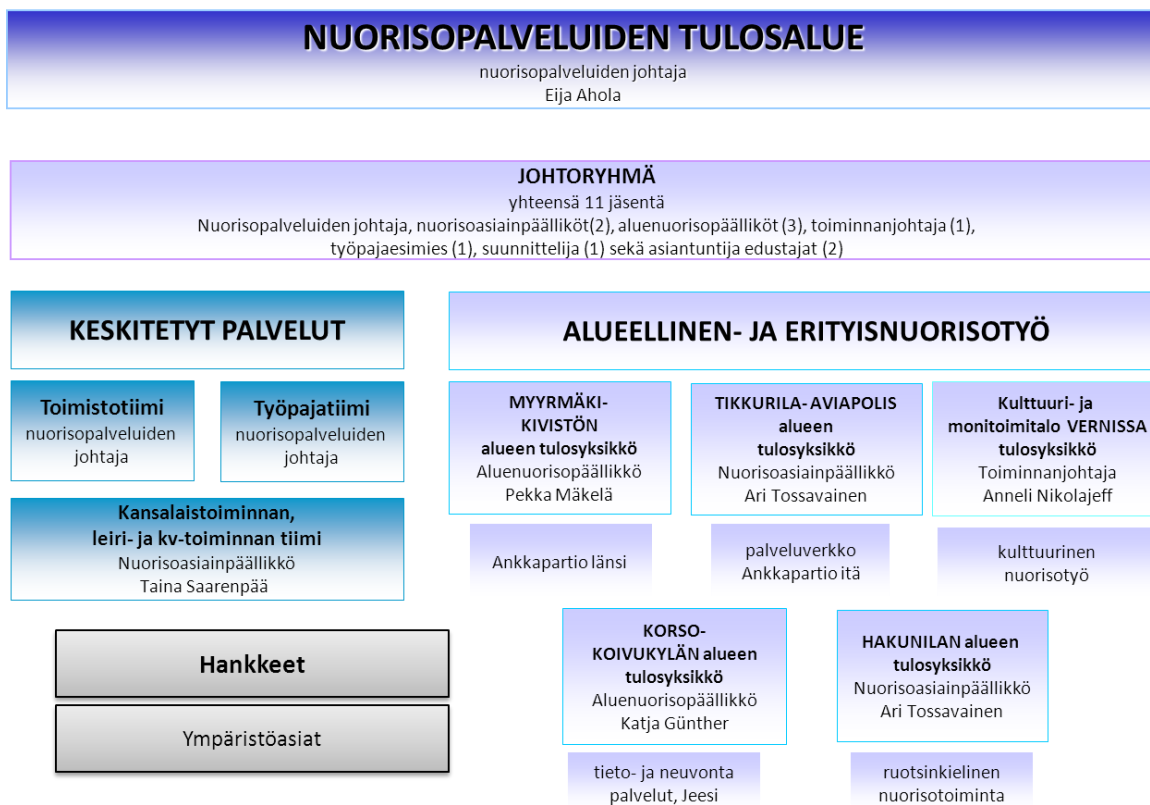 NUORISOPALVELUIDEN TULOSALUE
nuorisopalveluiden johtaja
Eija Ahola
JOHTORYHMÄ
yhteensä 11 jäsentä
Nuorisopalveluiden johtaja, nuorisoasiainpäälliköt(2), aluenuorisopäälliköt (3), toiminnanjohtaja (1),
työpajaesimies (1), suunnittelija (1) sekä asiantuntija edustajat (2)
KESKITETYT PALVELUT
Toimistotiimi
nuorisopalveluiden
johtaja
Työpajatiimi
nuorisopalveluiden
johtaja
Kansalaistoiminnan,
leiri- ja kv-toiminnan tiimi
Nuorisoasiainpäällikkö
Taina Saarenpää
Hankkeet
Ympäristöasiat
ALUEELLINEN- JA ERITYISNUORISOTYÖ
MYYRMÄKI-
KIVISTÖN
alueen tulosyksikkö
Aluenuorisopäällikkö
Pekka Mäkelä
Ankkapartio länsi
TIKKURILA- AVIAPOLIS
alueen
tulosyksikkö
Nuorisoasiainpäällikkö
Ari Tossavainen
palveluverkko
Ankkapartio itä
Kulttuuri- ja
monitoimitalo VERNISSA
tulosyksikkö
Toiminnanjohtaja
Anneli Nikolajeff
kulttuurinen
nuorisotyö
KORSO-
KOIVUKYLÄN alueen
tulosyksikkö
Aluenuorisopäällikkö
Katja Günther
tieto- ja neuvonta
palvelut, Jeesi
HAKUNILAN alueen
tulosyksikkö
Nuorisoasiainpäällikkö
Ari Tossavainen
ruotsinkielinen
nuorisotoiminta